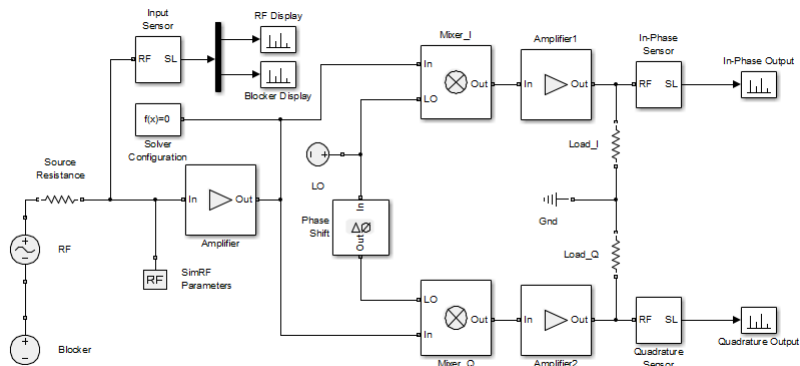 Input
Sensor
RF SL
RF Display
Blocker Display
f(x)=0
Solver
Configuration
Source
Resistance
RF
Blocker
In Out
Amplifier
RF
SimRF
Parameters
LO
Phase
Shift
In
ΔØ
Out
Mixer_I
In
LO
Out
Amplifier1
In Out
In-Phase
Sensor
RF SL
In-Phase Output
Load_I
Gnd
Load_Q
LO
In
Out
Mixer_Q
In Out
Amplifier2
RF SL
Quadrature
Sensor
Quadrature Output